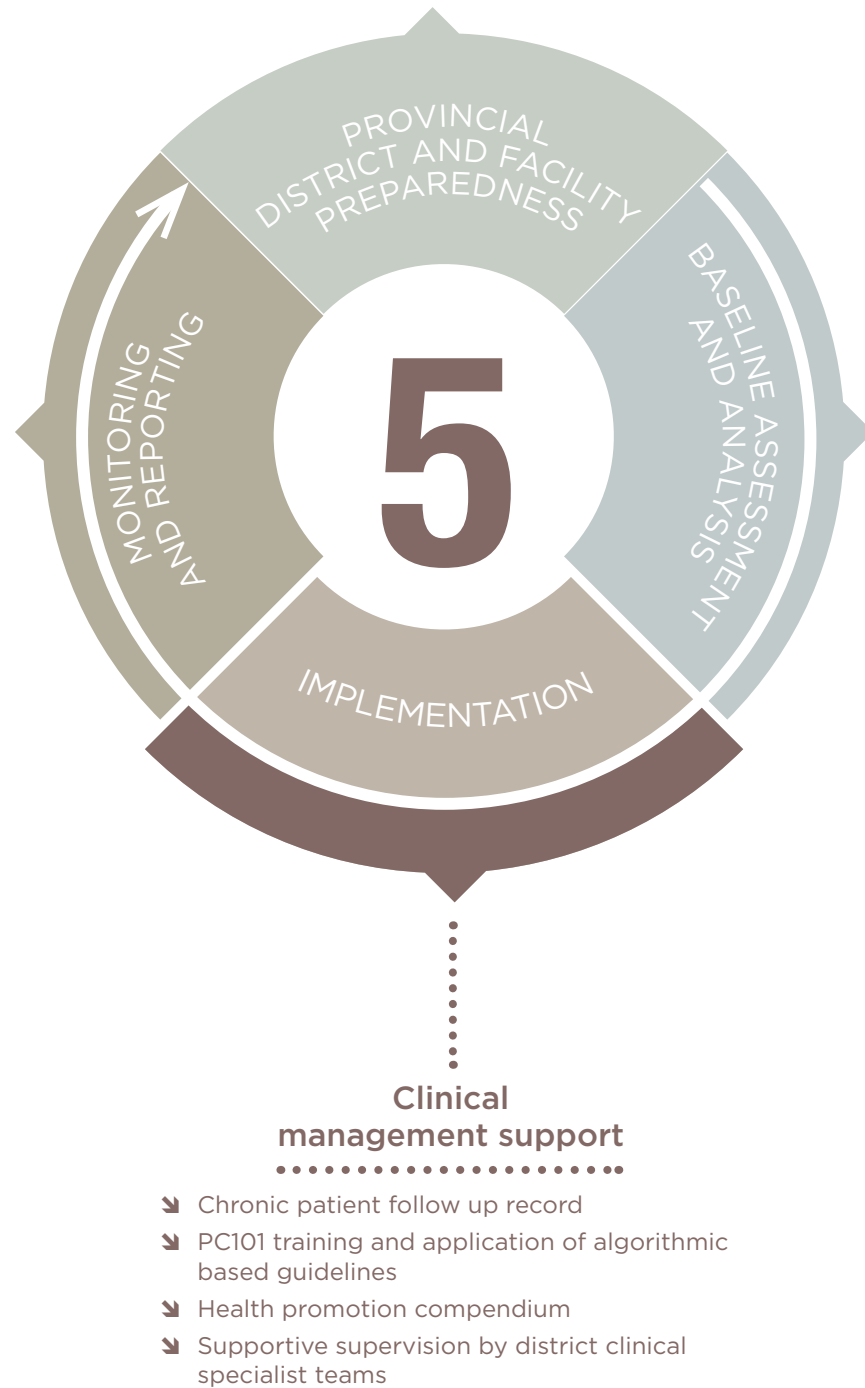 PROVINCIAL
DISTRICT AND FACILITY
PREPAREDNESS
BASELINE ASSESSMENT
AND ANALYSIS
MONITORING
AND REPORTING
5
IMPLEMENTATION
Clinical
management support
Chronic patient follow up record
PC101 training and application of algorithmic
based guidelines
Health promotion compendium
Supportive supervision by district clinical
specialist teams